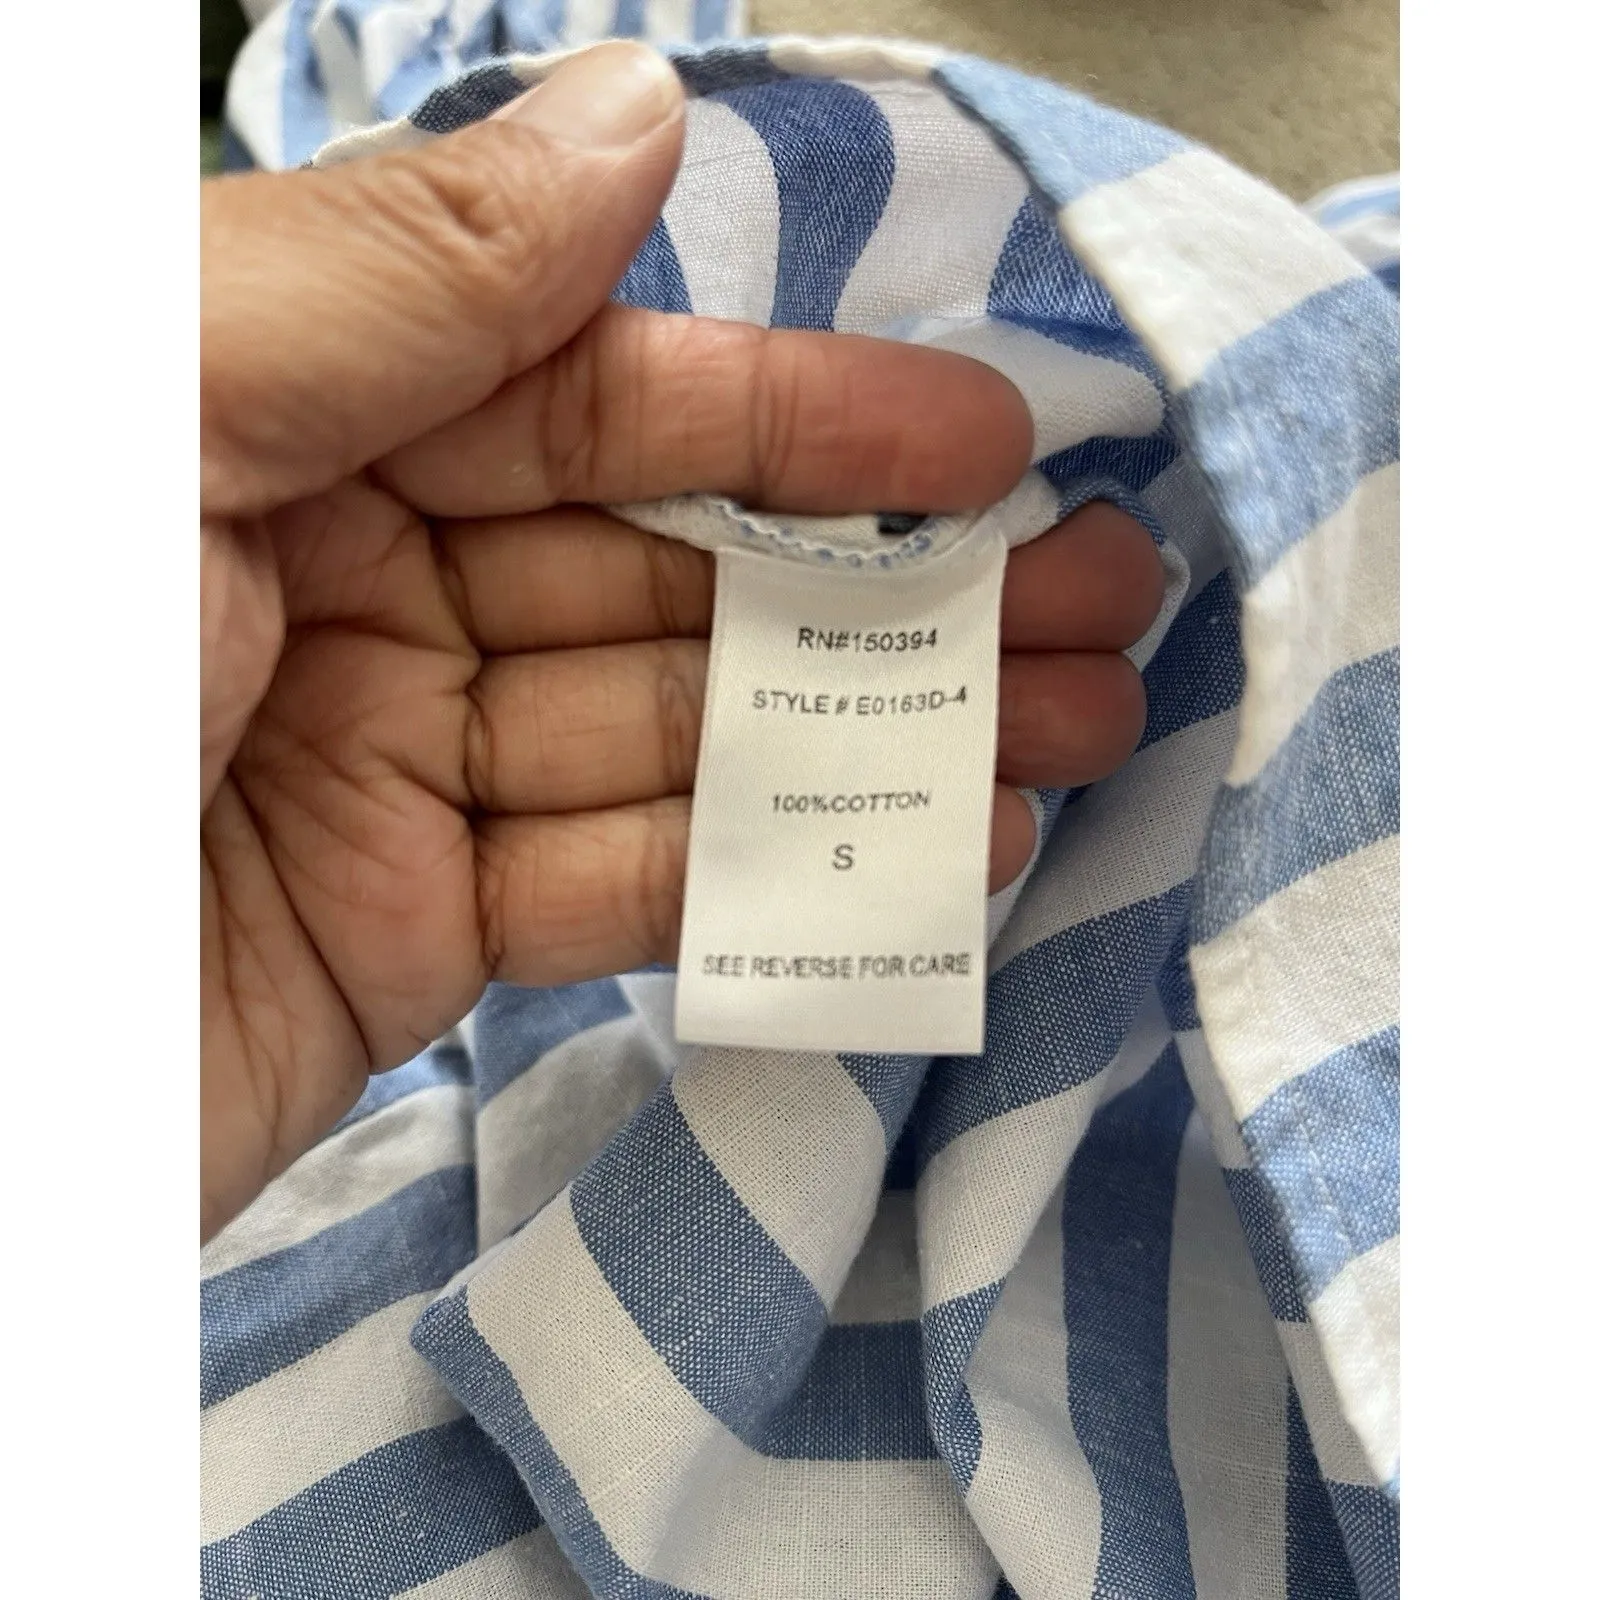 RN#150394
STYLE # E0163D-4
100%COTTON
S
SEE REVERSE FOR CARE